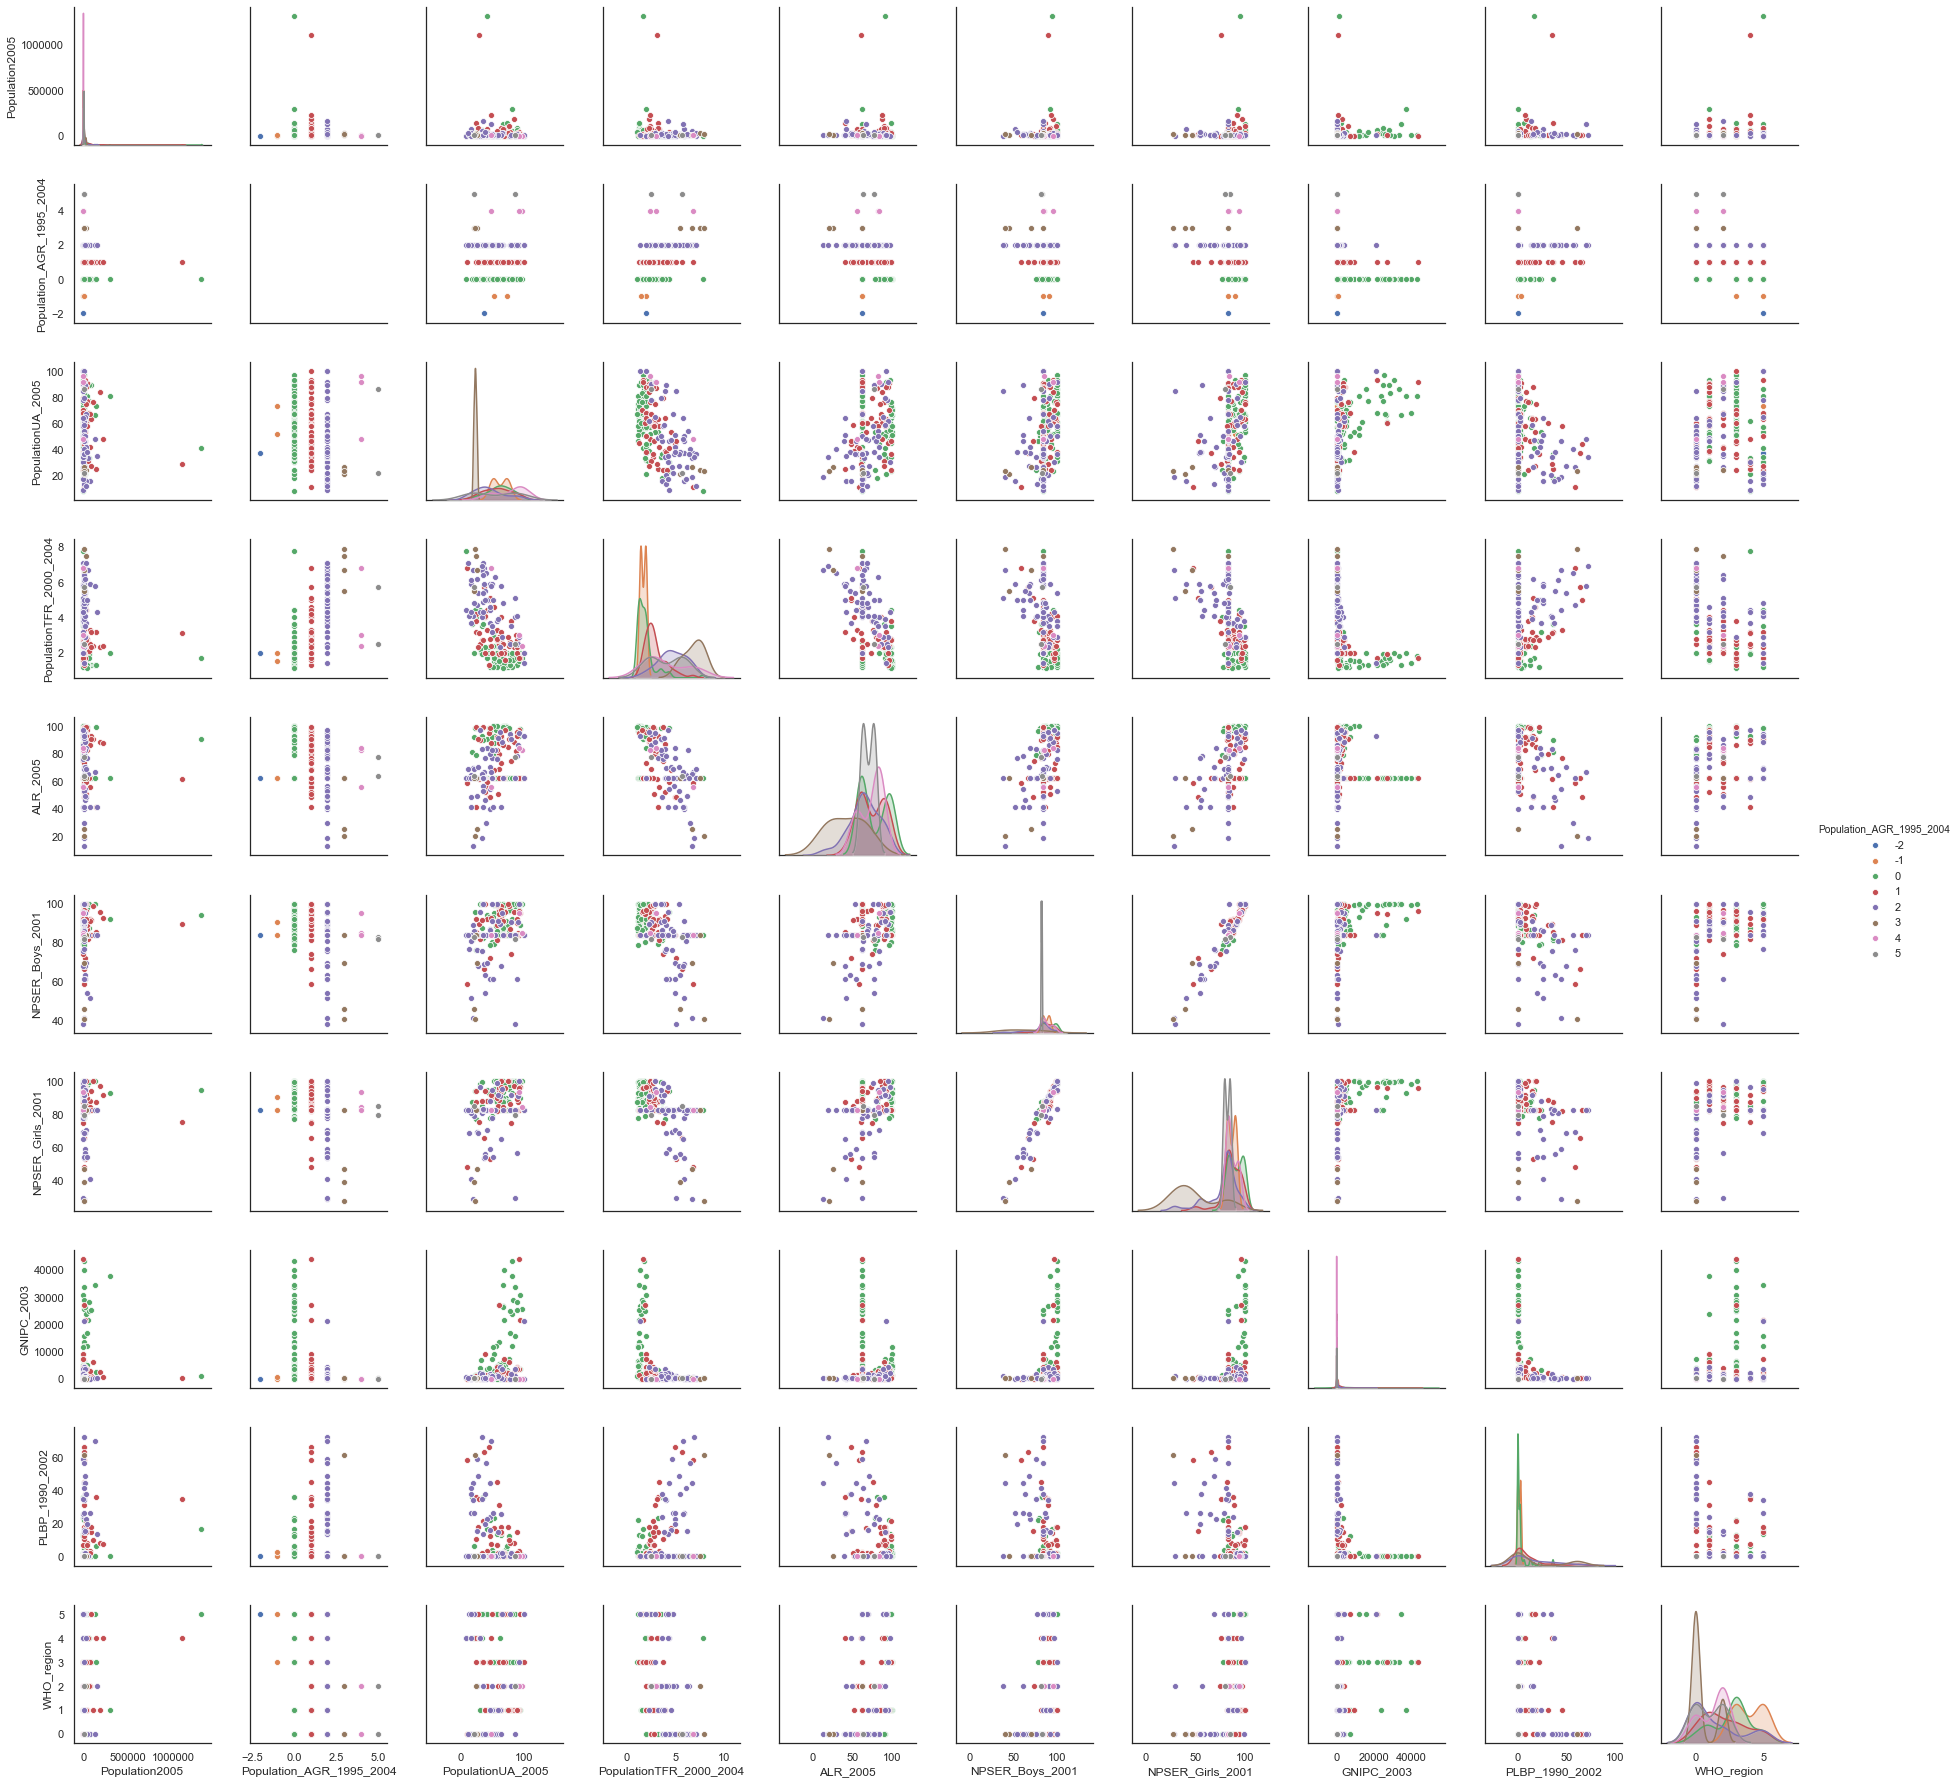 Population2005
1000000
500000
0
Population_AGR_1995_2004
4
2
0
−2
PopulationUA_2005
100
80
60
40
20
PopulationTFR_2000_2004
8
6
4
2
ALR_2005
100
80
60
40
20
NPSER_Boys_2001
100
80
60
40
NPSER_Girls_2001
100
80
60
40
GNIPC_2003
40000
30000
20000
10000
0
PLBP_1990_2002
60
40
20
0
WHO_region
5
4
3
2
1
0
0 500000 1000000
−2.5 0.0 2.5 5.0
0 100
0 5 10
0 50 100
0 50 100
0 50 100
0 20000 40000
0 50 100
0 5
Population2005
Population_AGR_1995_2004
PopulationUA_2005
PopulationTFR_2000_2004
ALR_2005
NPSER_Boys_2001
NPSER_Girls_2001
GNIPC_2003
PLBP_1990_2002
WHO_region
Population_AGR_1995_2004
-2
-1
0
1
2
3
4
5